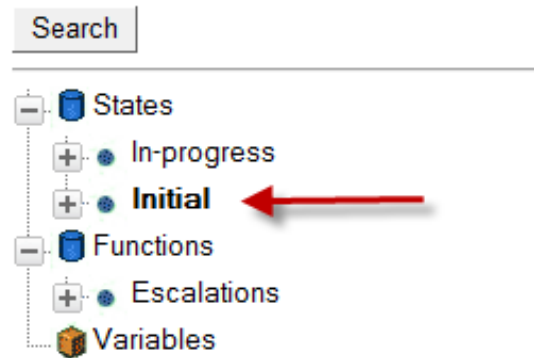 Search
States
In-progress
Initial
Functions
Escalations
Variables